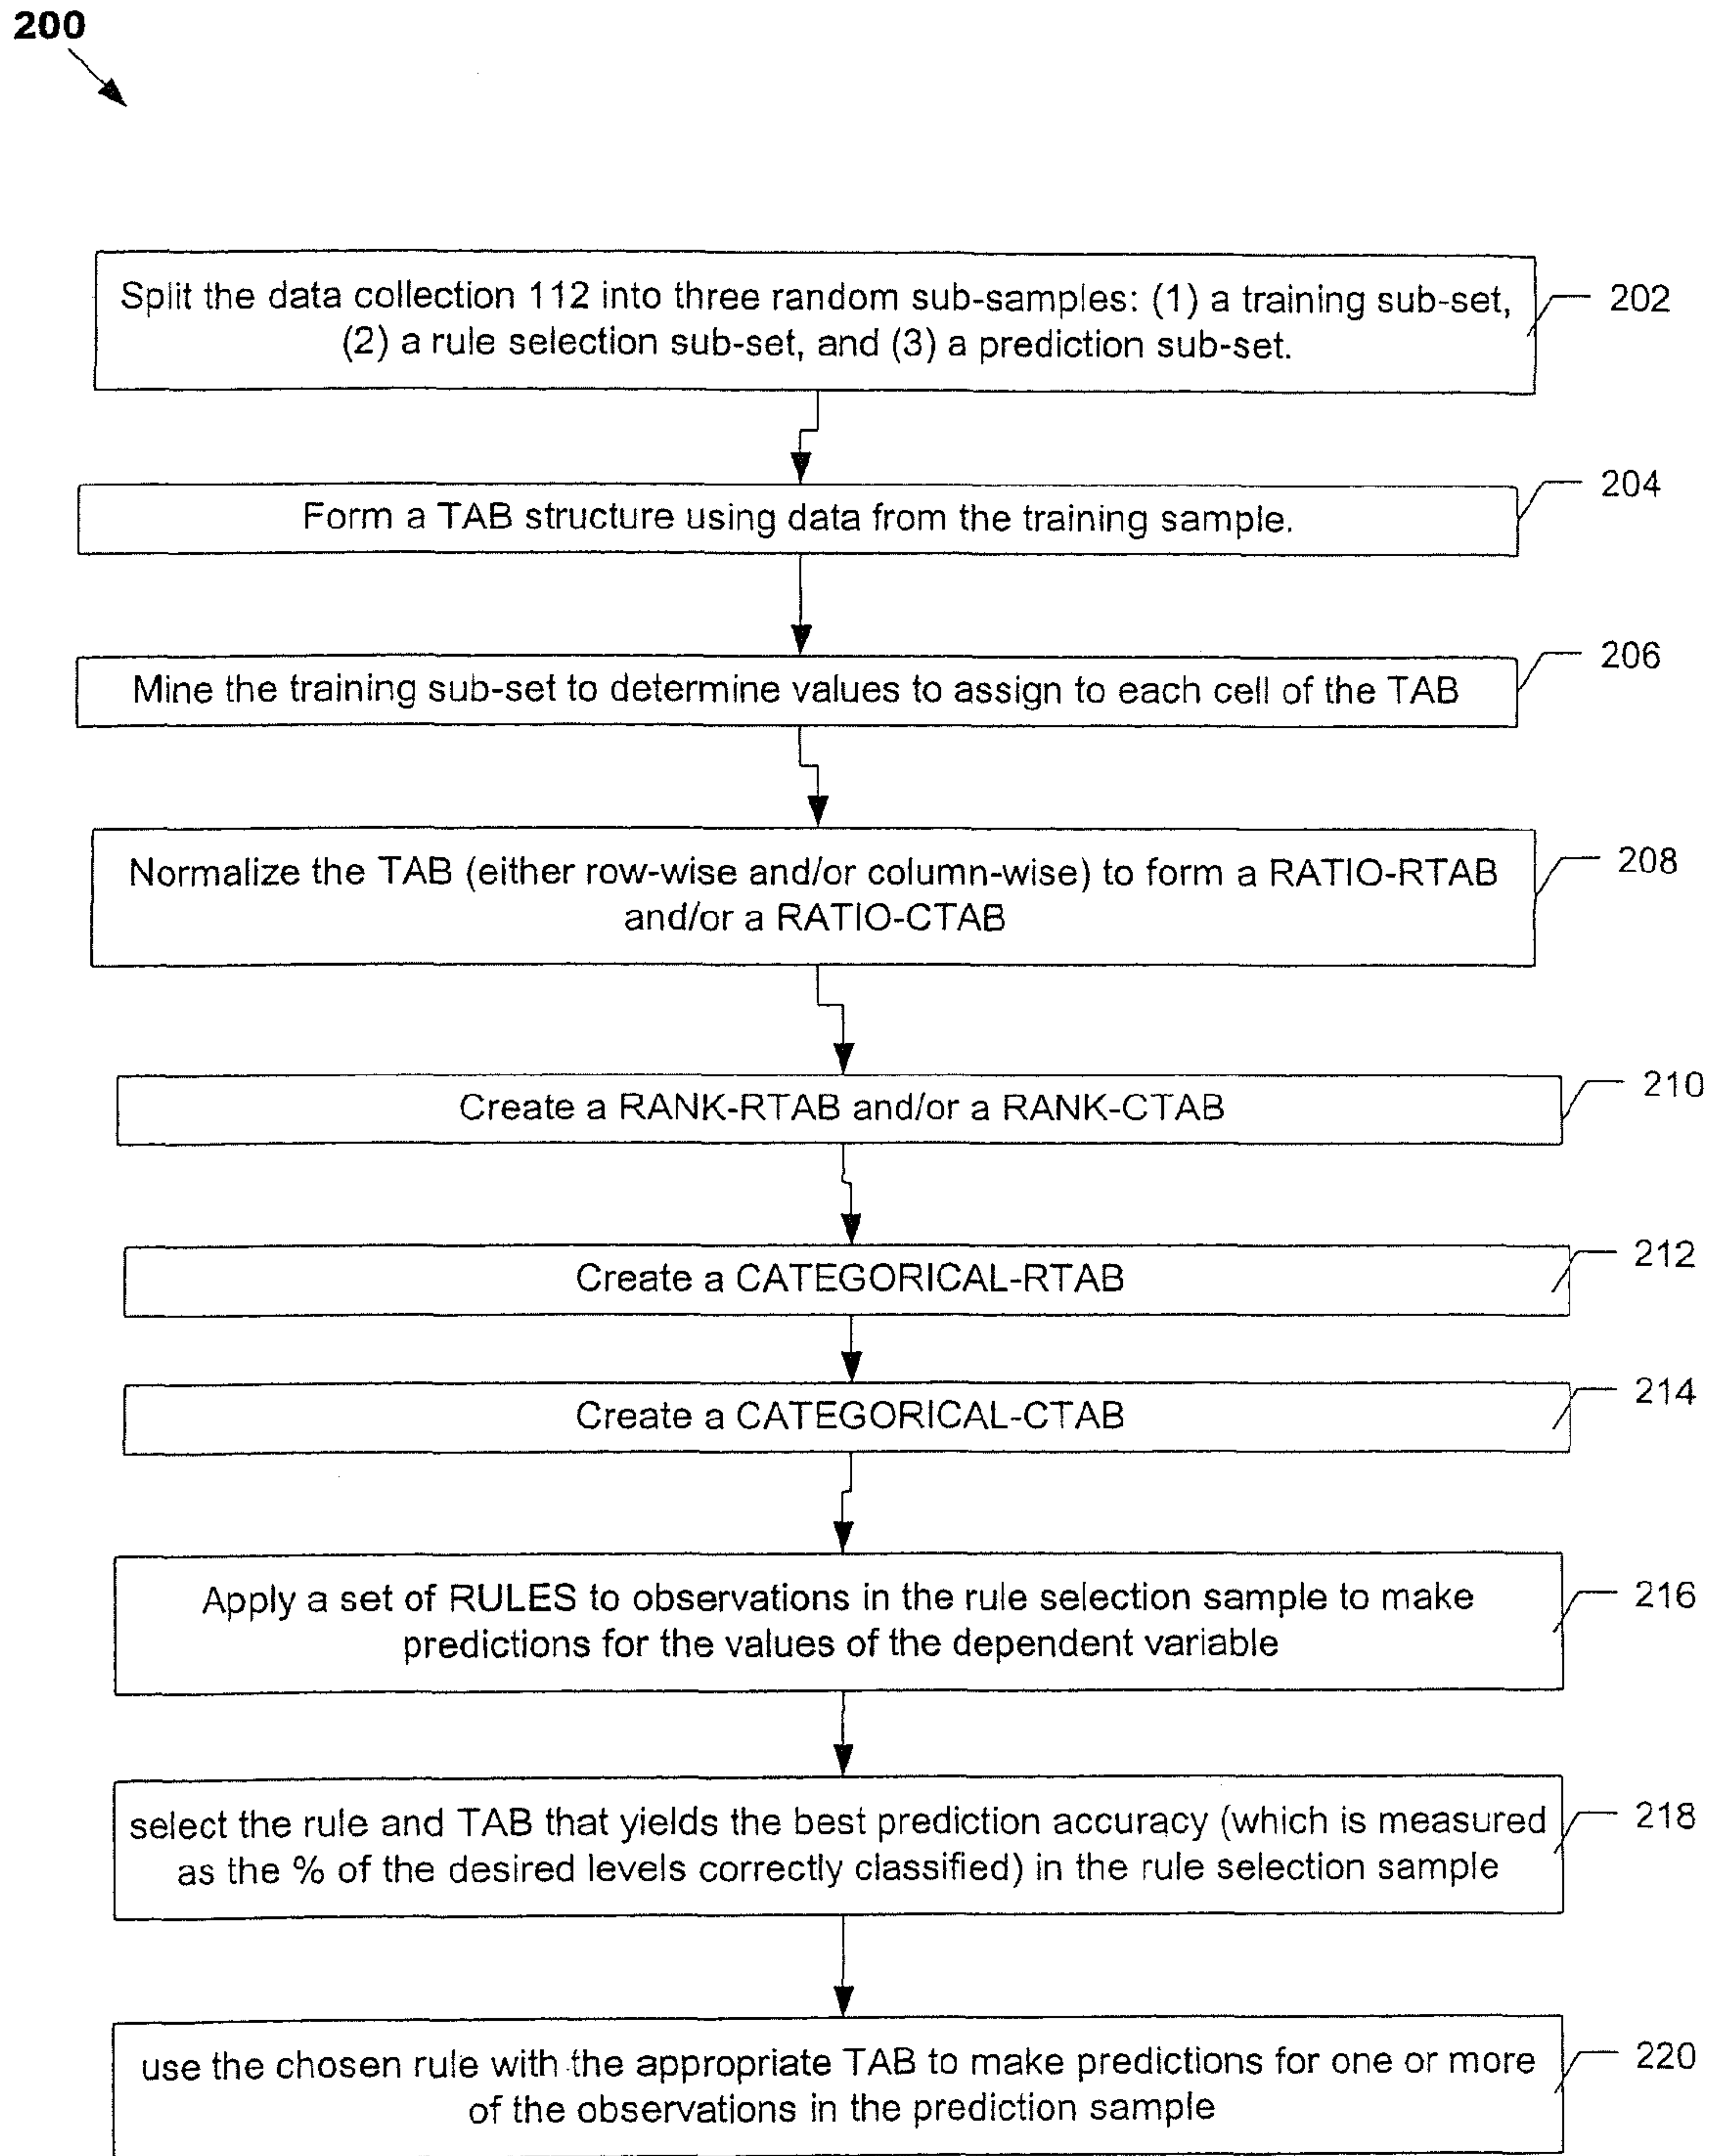 200
Split the data collection 112 into three random sub-samples: (1) a training sub-set,
(2) a rule selection sub-set, and (3) a prediction sub-set.
202
Form a TAB structure using data from the training sample.
204
Mine the training sub-set to determine values to assign to each cell of the TAB
206
Normalize the TAB (either row-wise and/or column-wise) to form a RATIO-RTAB
and/or a RATIO-CTAB
208
Create a RANK-RTAB and/or a RANK-CTAB
210
Create a CATEGORICAL-RTAB
212
Create a CATEGORICAL-CTAB
214
Apply a set of RULES to observations in the rule selection sample to make
predictions for the values of the dependent variable
216
select the rule and TAB that yields the best prediction accuracy (which is measured
as the % of the desired levels correctly classified) in the rule selection sample
218
use the chosen rule with the appropriate TAB to make predictions for one or more
of the observations in the prediction sample
220